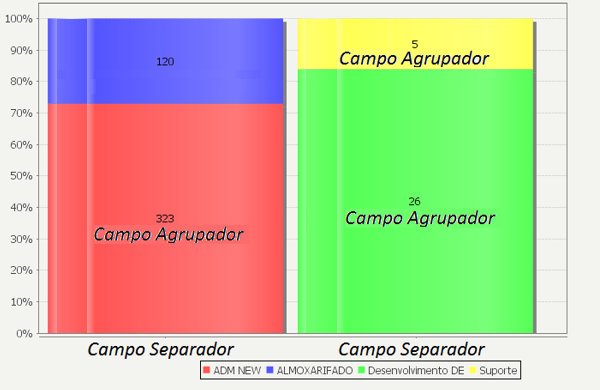 100%
90%
80%
70%
60%
50%
40%
30%
20%
10%
0%
120
323
Campo Agrupador
5
Campo Agrupador
26
Campo Agrupador
Campo Separador
Campo Separador
ADM NEW ALMOXARIFADO Desenvolvimento DE Suporte